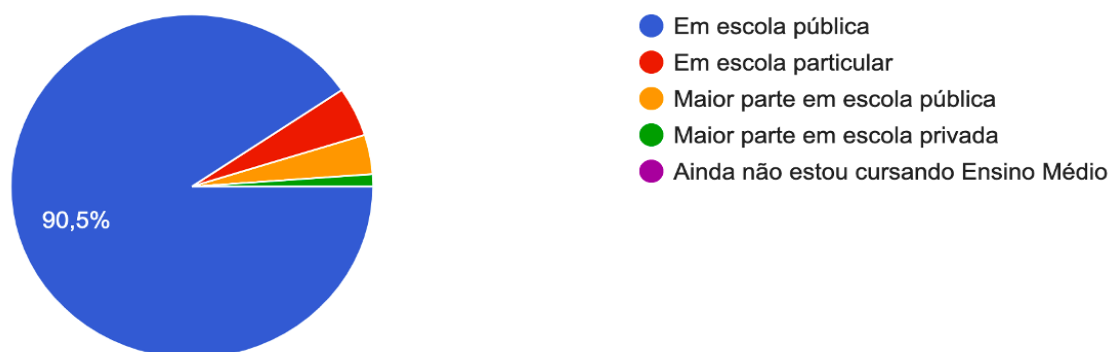 Em escola pública
Em escola particular
Maior parte em escola pública
Maior parte em escola privada
Ainda não estou cursando Ensino Médio
90,5%